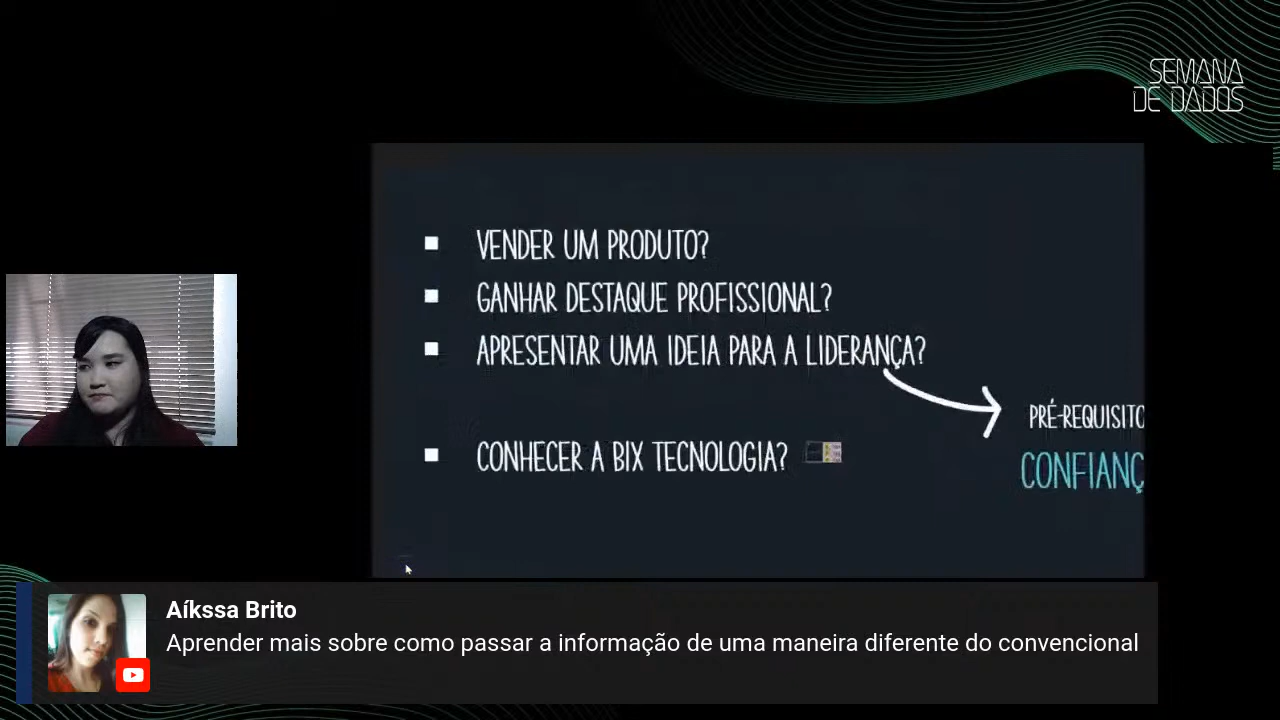 SEMANA
DE DADOS
VENDER UM PRODUTO?
GANHAR DESTAQUE PROFISSIONAL?
APRESENTAR UMA IDEIA PARA A LIDERANÇA?
PRÉ-REQUISITO
CONHECER A BIX TECNOLOGIA?
CONFIANÇ
Aíkssa Brito
Aprender mais sobre como passar a informação de uma maneira diferente do convencional